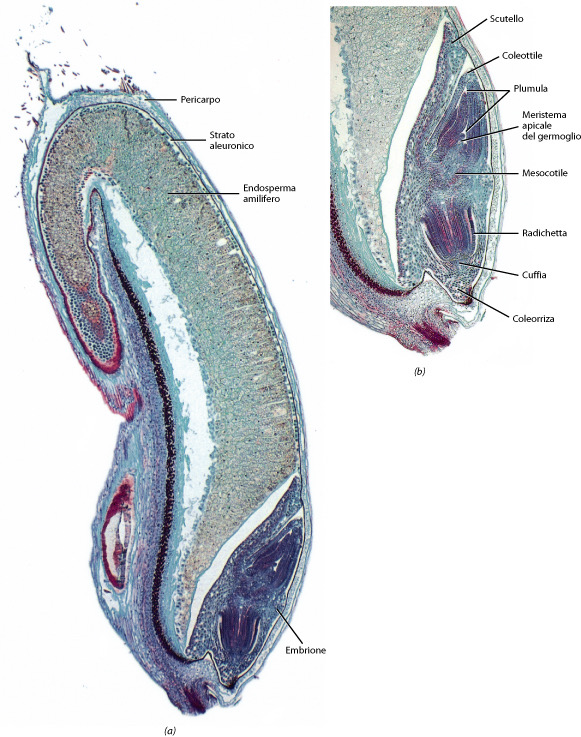 Pericarpo
Strato
aleuronico
Endosperma
amilifero
Embrione
(a)
Scutello
Coleottile
Plumula
Meristema
apicale
del germoglio
Mesocotile
Radichetta
Cuffia
Coleorriza
(b)